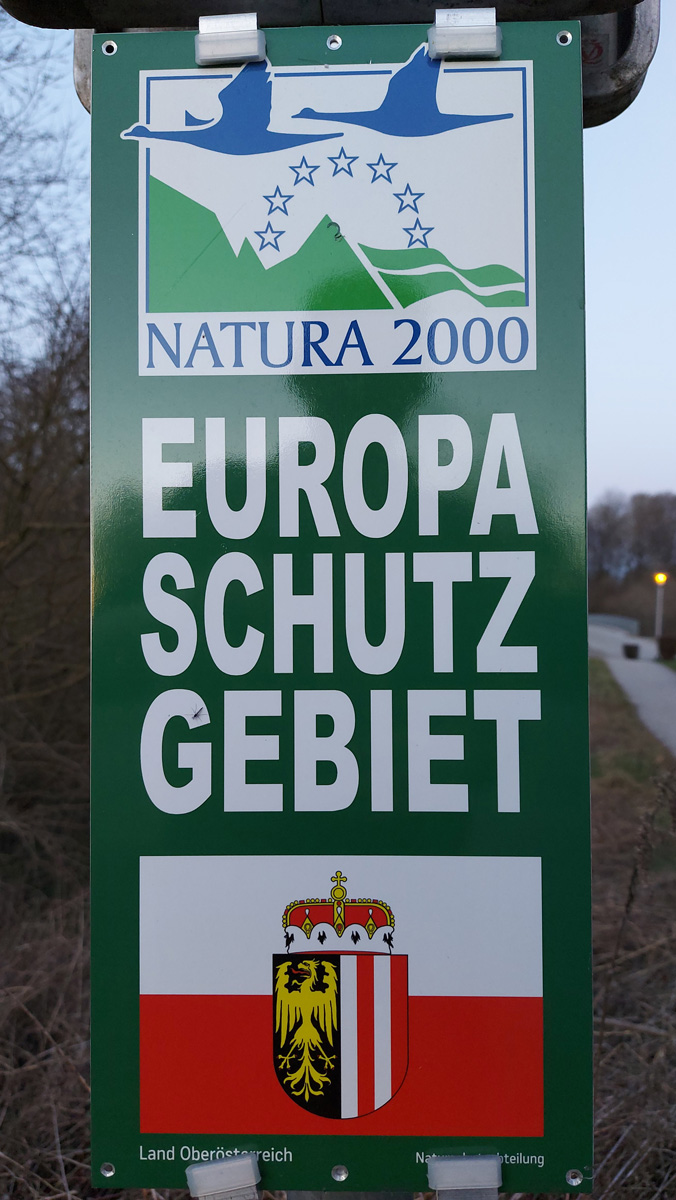 NATURA 2000
EUROPA
SCHUTZ
GEBIET
Land Oberösterreich